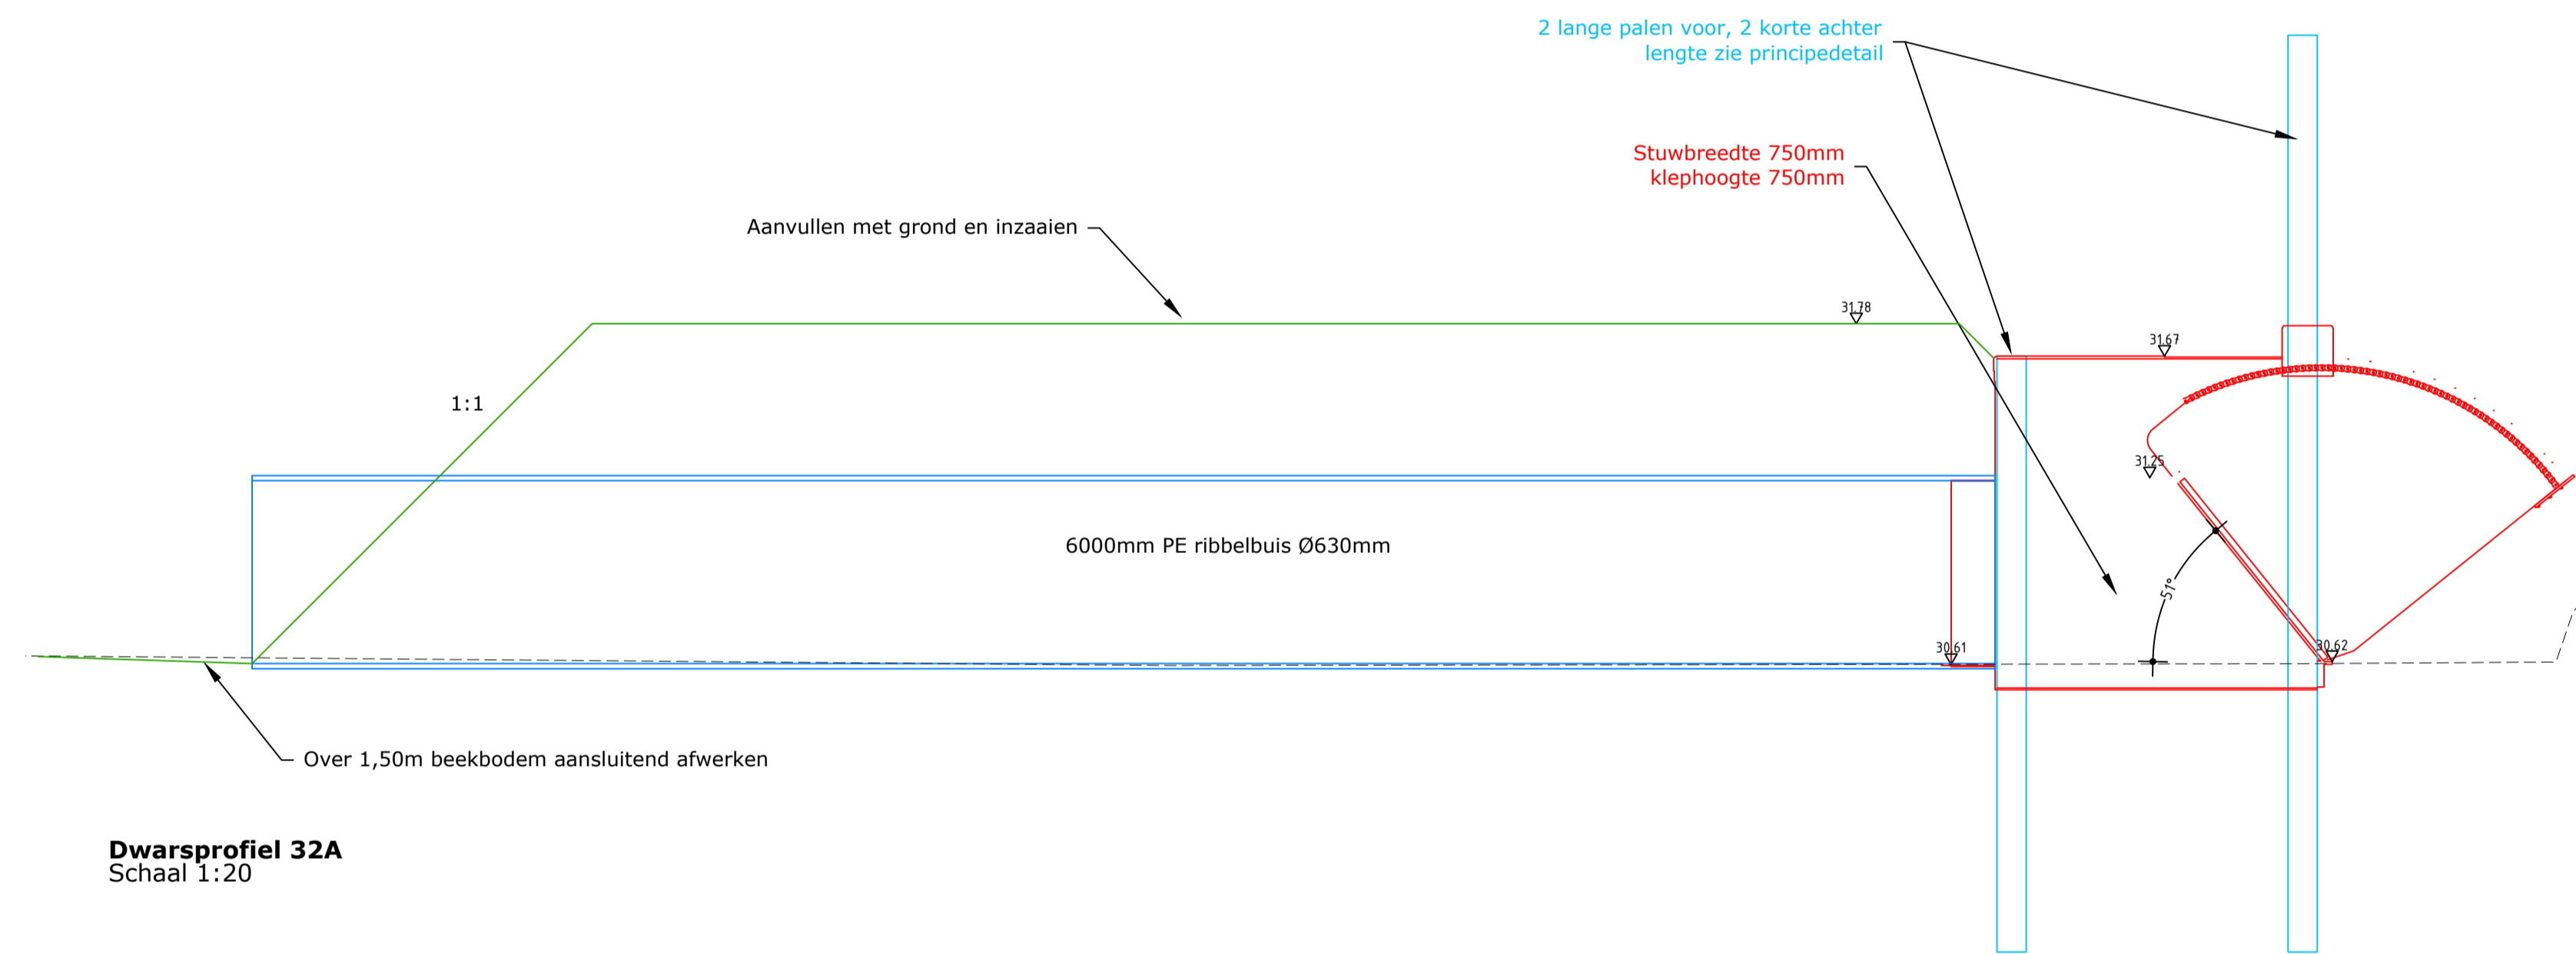 2 lange palen voor, 2 korte achter
lengte zie principedetail
Stuwbreedte 750mm
klephoogte 750mm
Aanvullen met grond en inzaaien
31.78
31.67
1:1
31.25
6000mm PE ribbelbuis Ø630mm
51°
30.61
30.62
Over 1,50m beekbodem aansluitend afwerken
Dwarsprofiel 32A
Schaal 1:20